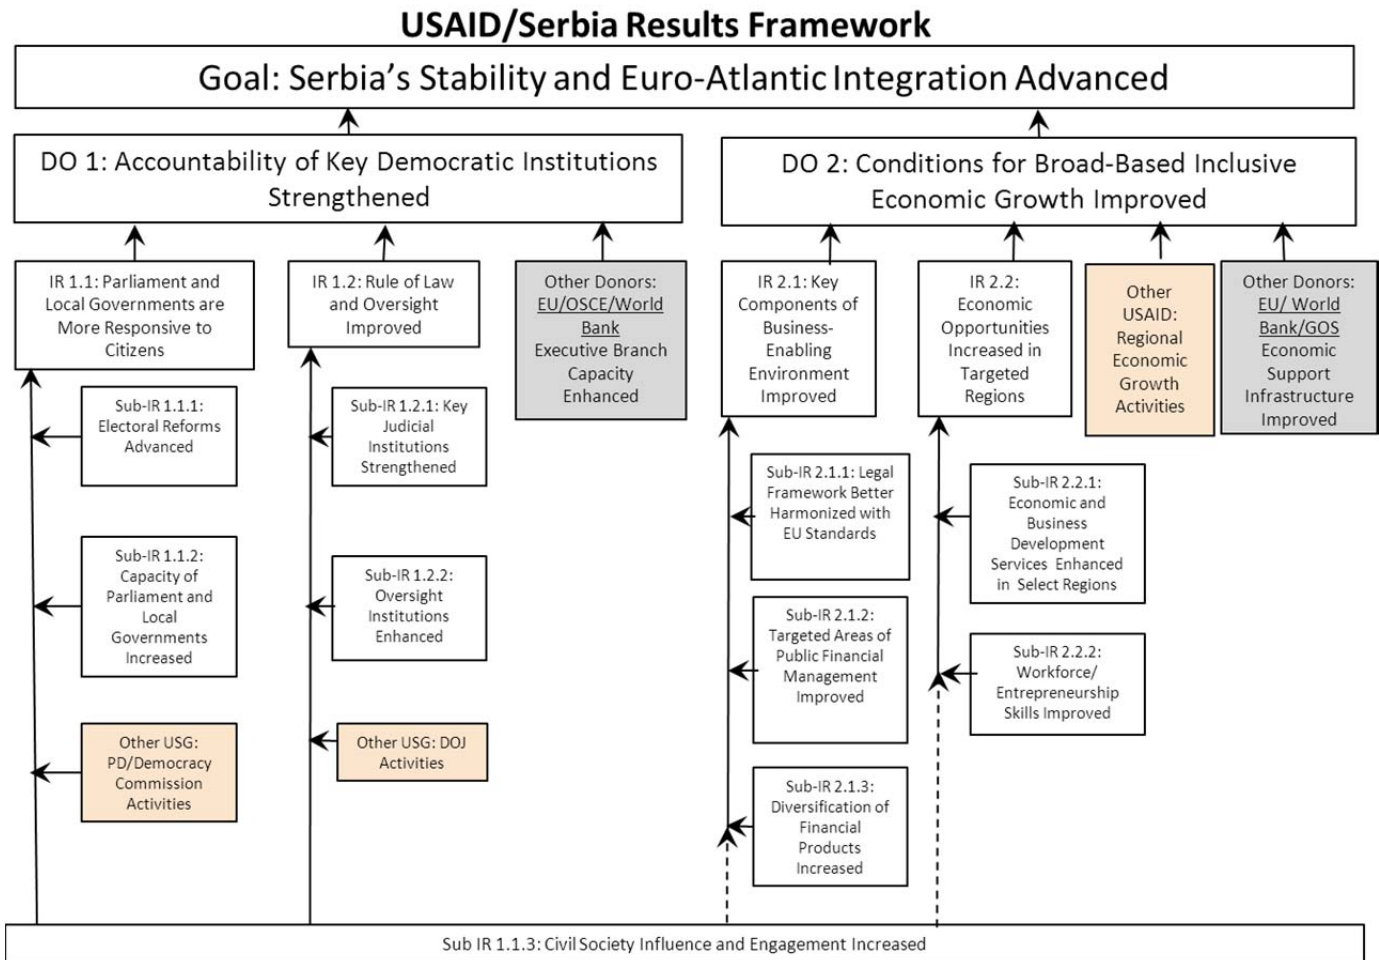 USAID/Serbia Results Framework
Goal: Serbia's Stability and Euro-Atlantic Integration Advanced
DO 1: Accountability of Key Democratic Institutions
Strengthened
DO 2: Conditions for Broad-Based Inclusive
Economic Growth Improved
IR 1.1: Parliament and
Local Governments are
More Responsive to
Citizens
IR 1.2: Rule of Law
and Oversight
Improved
Other Donors:
EU/OSCE/World
Bank
Executive Branch
Capacity
Enhanced
IR 2.1: Key
Components of
Business-
Enabling
Environment
Improved
IR 2.2:
Economic
Opportunities
Increased in
Targeted
Regions
Other
USAID:
Regional
Economic
Growth
Activities
Other Donors:
EU/ World
Bank/GOS
Economic
Support
Infrastructure
Improved
Sub-IR 1.1.1:
Electoral Reforms
Advanced
Sub-IR 1.1.2:
Capacity of
Parliament and
Local
Governments
Increased
Other USG:
PD/Democracy
Commission
Activities
Sub-IR 1.2.1: Key
Judicial
Institutions
Strengthened
Sub-IR 1.2.2:
Oversight
Institutions
Enhanced
Other USG: DOJ
Activities
Sub-IR 2.1.1: Legal
Framework Better
Harmonized with
EU Standards
Sub-IR 2.1.2:
Targeted Areas of
Public Financial
Management
Improved
Sub-IR 2.1.3:
Diversification of
Financial
Products
Increased
Sub-IR 2.2.1:
Economic and
Business
Development
Services Enhanced
in Select Regions
Sub-IR 2.2.2:
Workforce/
Entrepreneurship
Skills Improved
Sub IR 1.1.3: Civil Society Influence and Engagement Increased